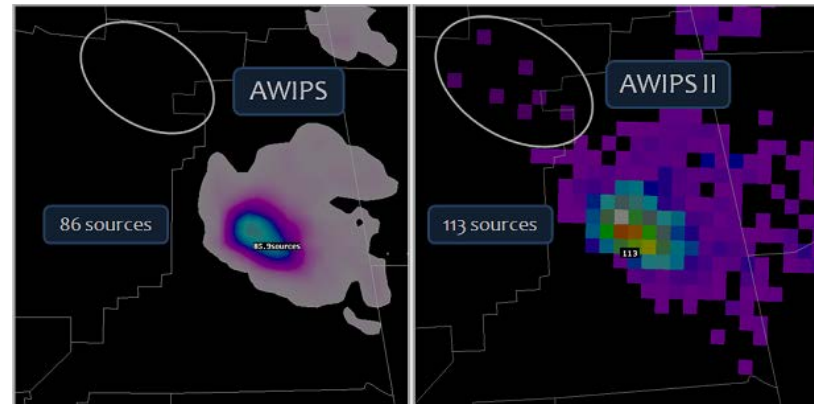 AWIPS
86 sources
85.9sources
AWIPS II
113 sources
113